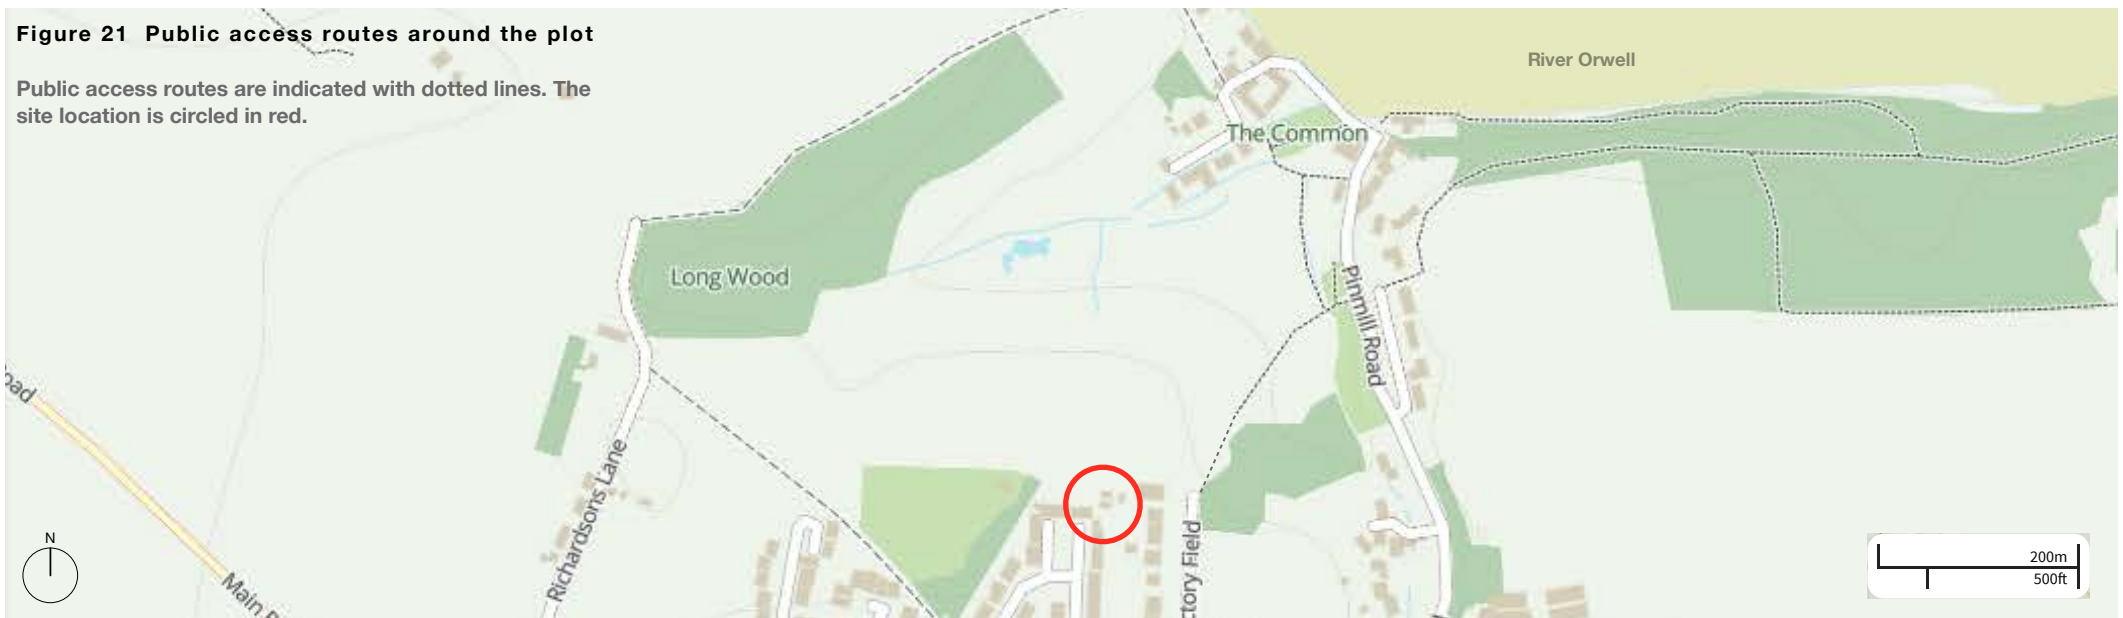 Figure 21 Public access routes around the plot
Public access routes are indicated with dotted lines. The
site location is circled in red.
River Orwell
The Common
Long Wood
Pinmill Road
oad
Richardsons Lane
Main R
ctory Field
N
200m
500ft